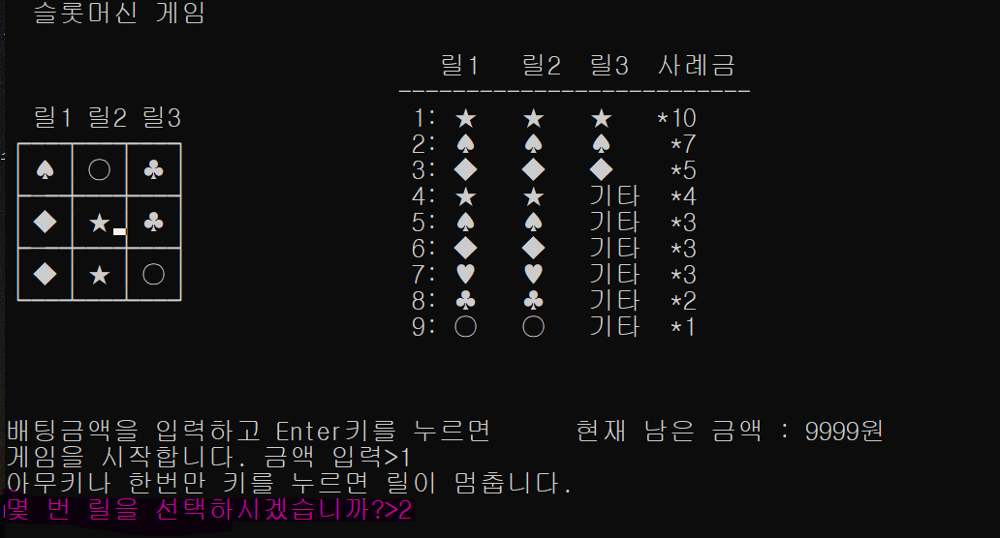 슬롯머신 게임
릴1 릴2 릴3 사례금
릴1 릴2 릴3
♠ ○ ♣
◆ ★ ♣
◆ ★ ○
1: ★ ★ ★ *10
2: ♠ ♠ ♠ *7
3: ◆ ◆ ◆ *5
4: ★ ★ 기타 *4
5: ♠ ♠ 기타 *3
6: ◆ ◆ 기타 *3
7: ♥ ♥ 기타 *3
8: ♣ ♣ 기타 *2
9: ○ ○ 기타 *1
배팅금액을 입력하고 Enter키를 누르면 현재 남은 금액 : 9999원
게임을 시작합니다. 금액 입력>1
아무키나 한번만 키를 누르면 릴이 멈춥니다.
몇 번 릴을 선택하시겠습니까?>2